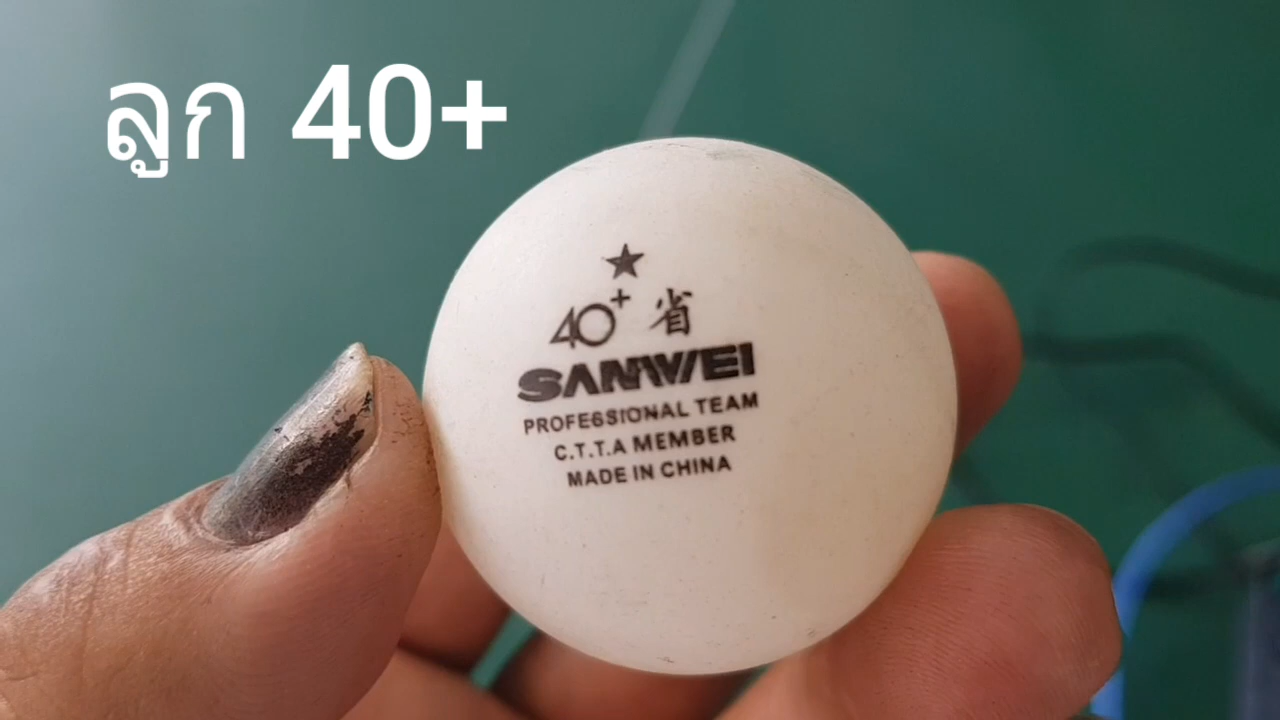 ลูก 40+
★
40+ 省
SANWEI
PROFESSIONAL TEAM
C.T.T.A MEMBER
MADE IN CHINA